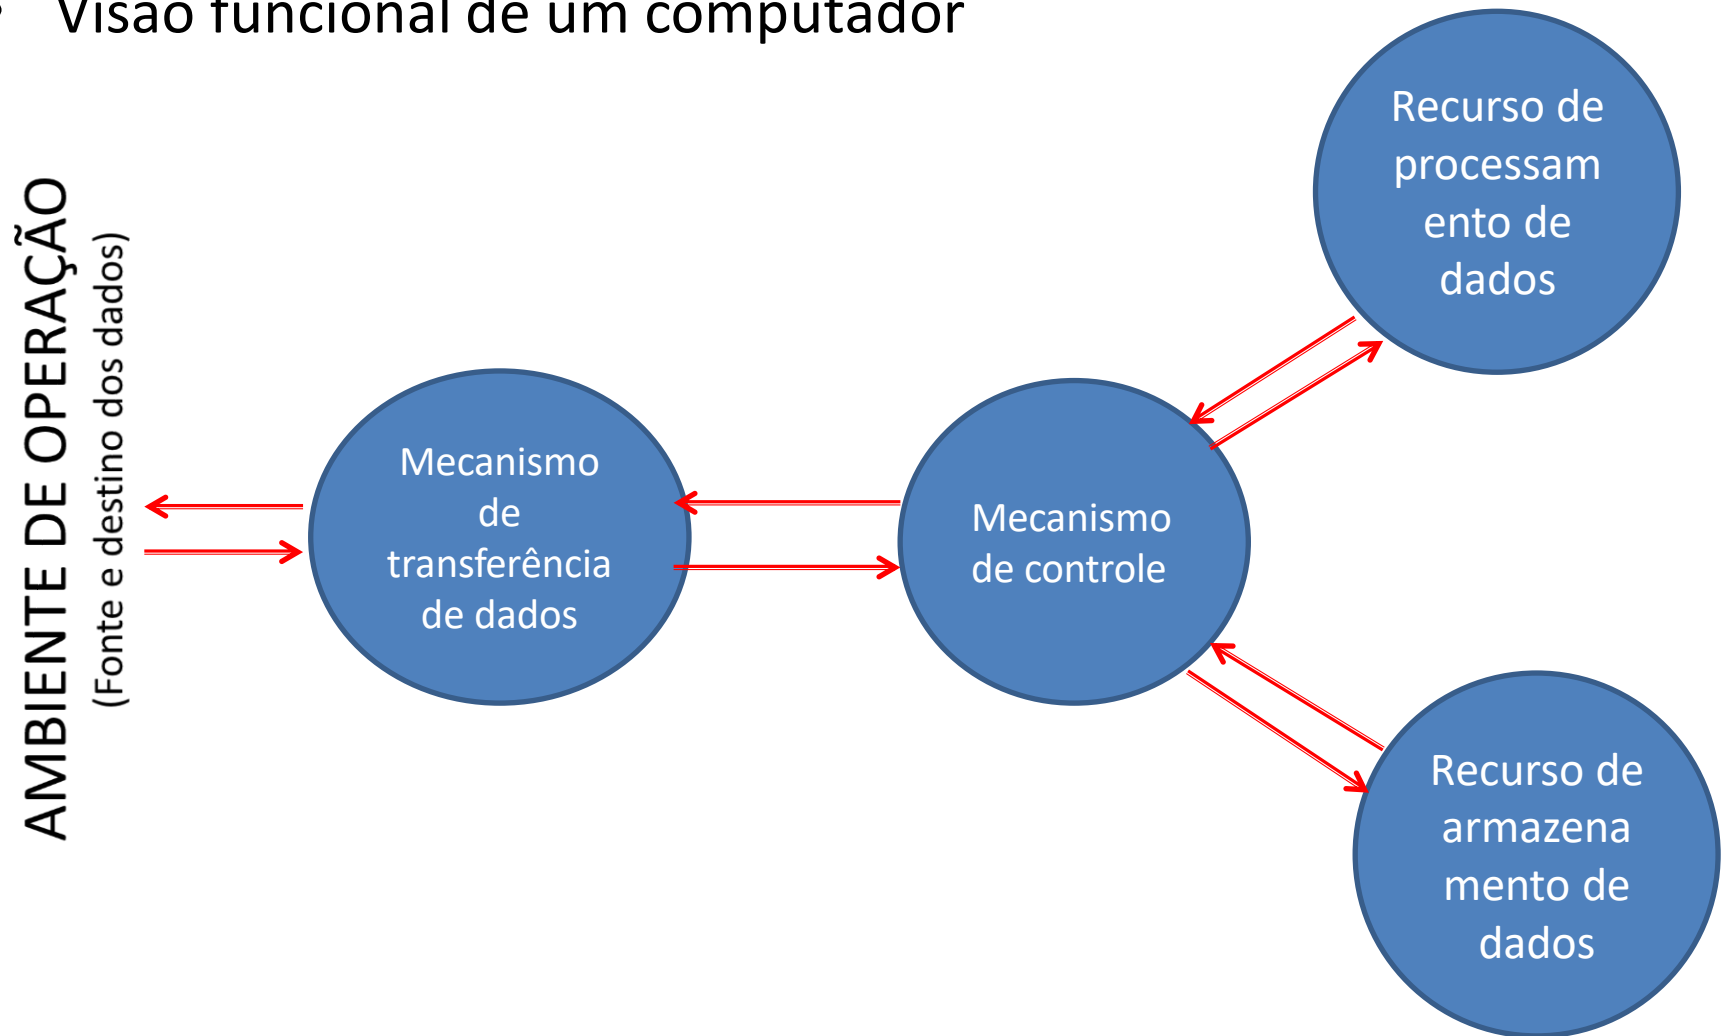 • Visão funcional de um computador
AMBIENTE DE OPERAÇÃO
(Fonte e destino dos dados)
Mecanismo
de
transferência
de dados
Mecanismo
de controle
Recurso de
processam
ento de
dados
Recurso de
armazena
mento de
dados